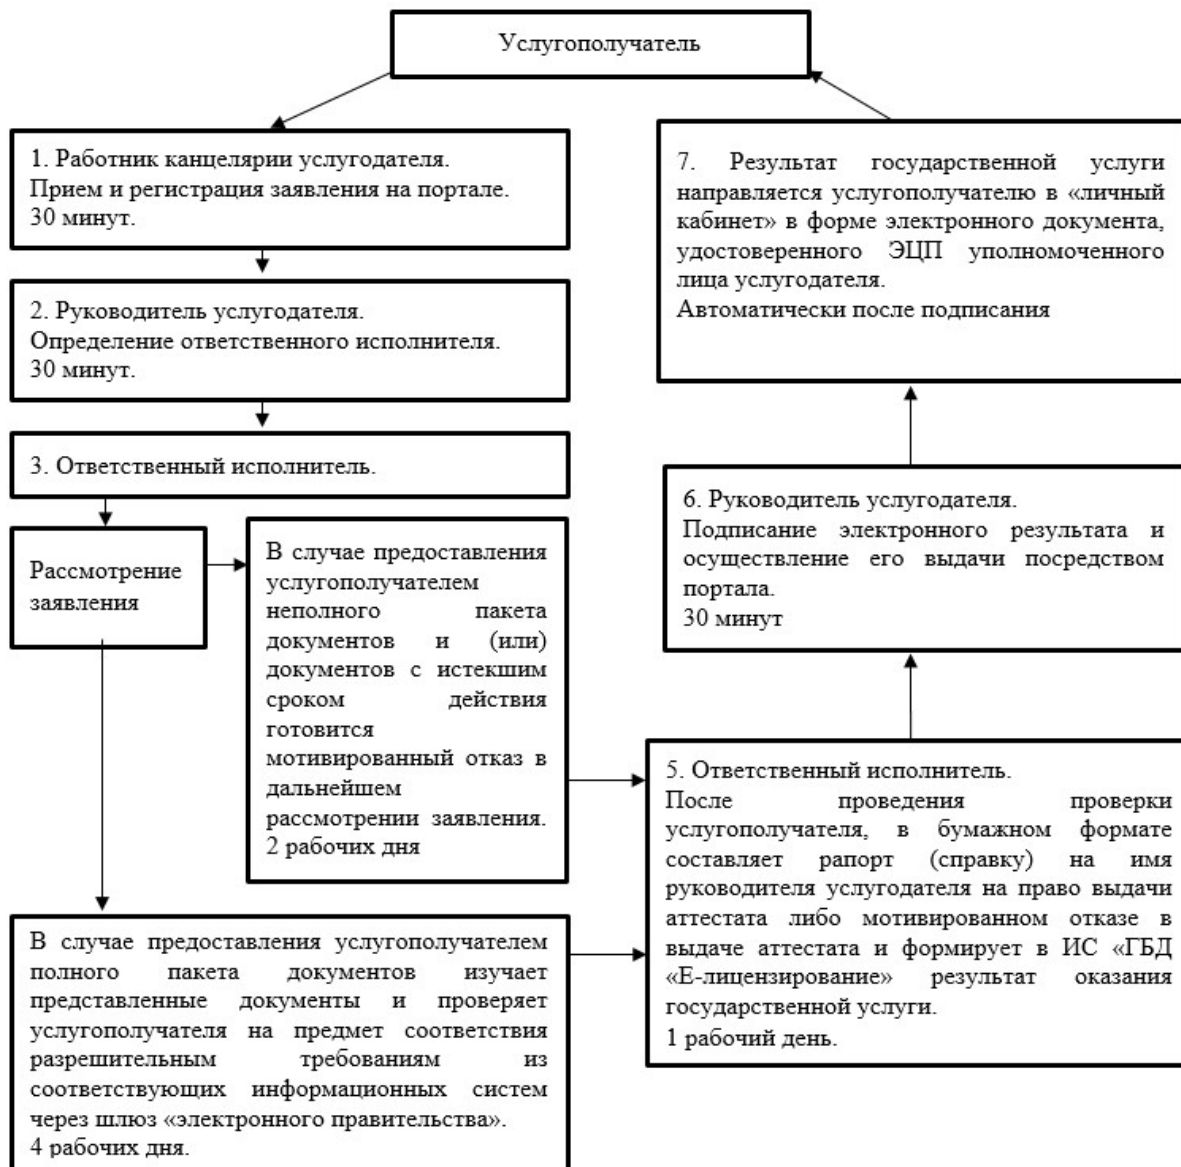 Услугополучатель
1. Работник канцелярии услугодателя.
Прием и регистрация заявления на портале.
30 минут.
2. Руководитель услугодателя.
Определение ответственного исполнителя.
30 минут.
3. Ответственный исполнитель.
Рассмотрение
заявления
В случае предоставления
услугополучателем
неполного пакета
документов и (или)
документов с истекшим
сроком действия
готовится
мотивированный отказ в
дальнейшем
рассмотрении заявления.
2 рабочих дня
В случае предоставления услугополучателем
полного пакета документов изучает
представленные документы и проверяет
услугополучателя на предмет соответствия
разрешительным требованиям из
соответствующих информационных систем
через шлюз «электронного правительства».
4 рабочих дня.
5. Ответственный исполнитель.
После проведения проверки
услугополучателя, в бумажном формате
составляет рапорт (справку) на имя
руководителя услугодателя на право выдачи
аттестата либо мотивированном отказе в
выдаче аттестата и формирует в ИС «ГБД
«Е-лицензирование» результат оказания
государственной услуги.
1 рабочий день.
6. Руководитель услугодателя.
Подписание электронного результата и
осуществление его выдачи посредством
портала.
30 минут
7. Результат государственной услуги
направляется услугополучателю в «личный
кабинет» в форме электронного документа,
удостоверенного ЭЦП уполномоченного
лица услугодателя.
Автоматически после подписания